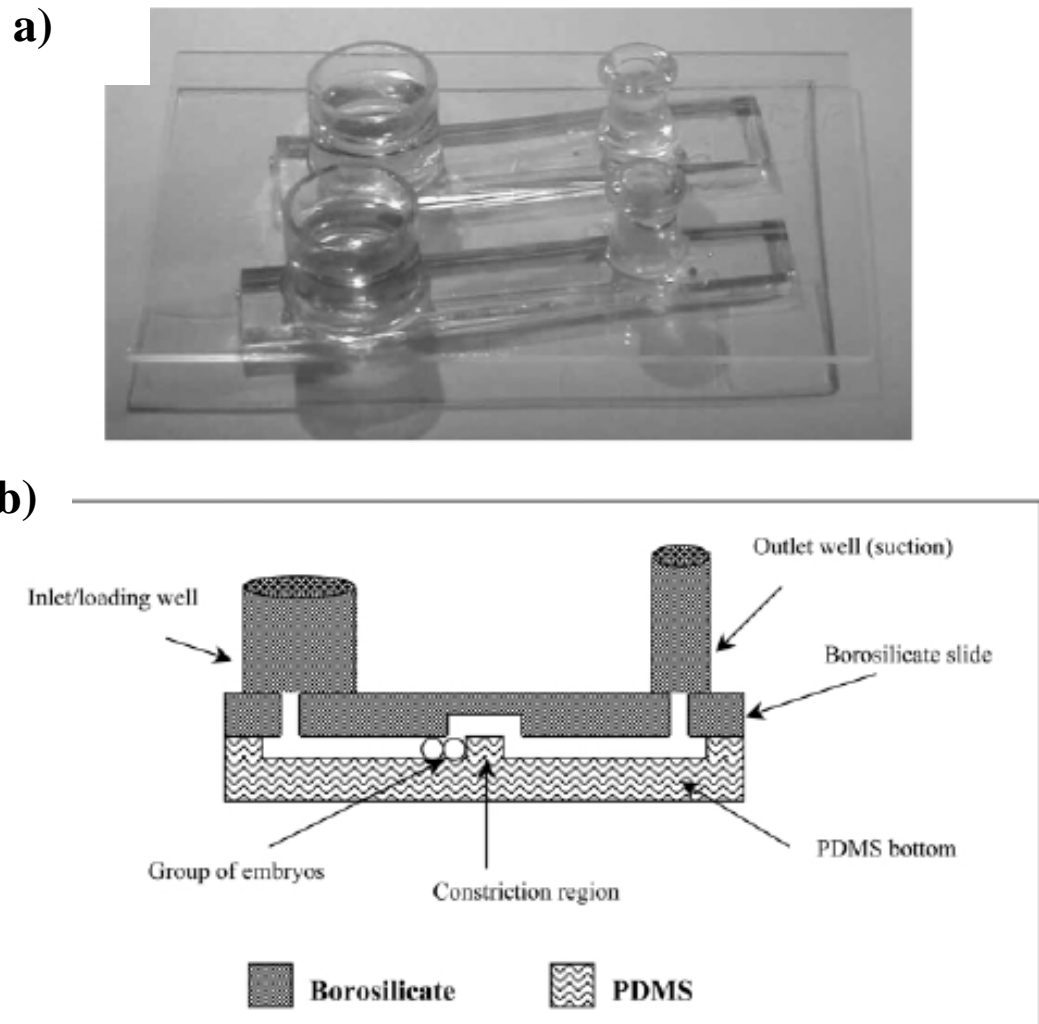 a)
b)
Outlet well (suction)
Inlet/loading well
Borosilicate slide
PDMS bottom
Group of embryos
Constriction region
Borosilicate
PDMS